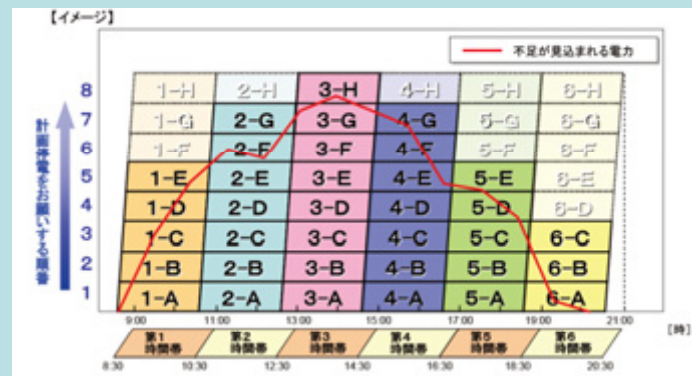 【イメージ】
不足が見込まれる電力
計画停電をお願いする順番
8 1-H 2-H 3-H 4-H 5-H 6-H
7 1-G 2-G 3-G 4-G 5-G 6-G
6 1-F 2-F 3-F 4-F 5-F 6-F
5 1-E 2-E 3-E 4-E 5-E 6-E
4 1-D 2-D 3-D 4-D 5-D 6-D
3 1-C 2-C 3-C 4-C 5-C 6-C
2 1-B 2-B 3-B 4-B 5-B 6-B
1 1-A 2-A 3-A 4-A 5-A 6-A
9:00 11:00 13:00 15:00 17:00 19:00 21:00
[時]
第1 第2 第3 第4 第5 第6
時間帯 時間帯 時間帯 時間帯 時間帯 時間帯
8:30 10:30 12:30 14:30 16:30 18:30 20:30